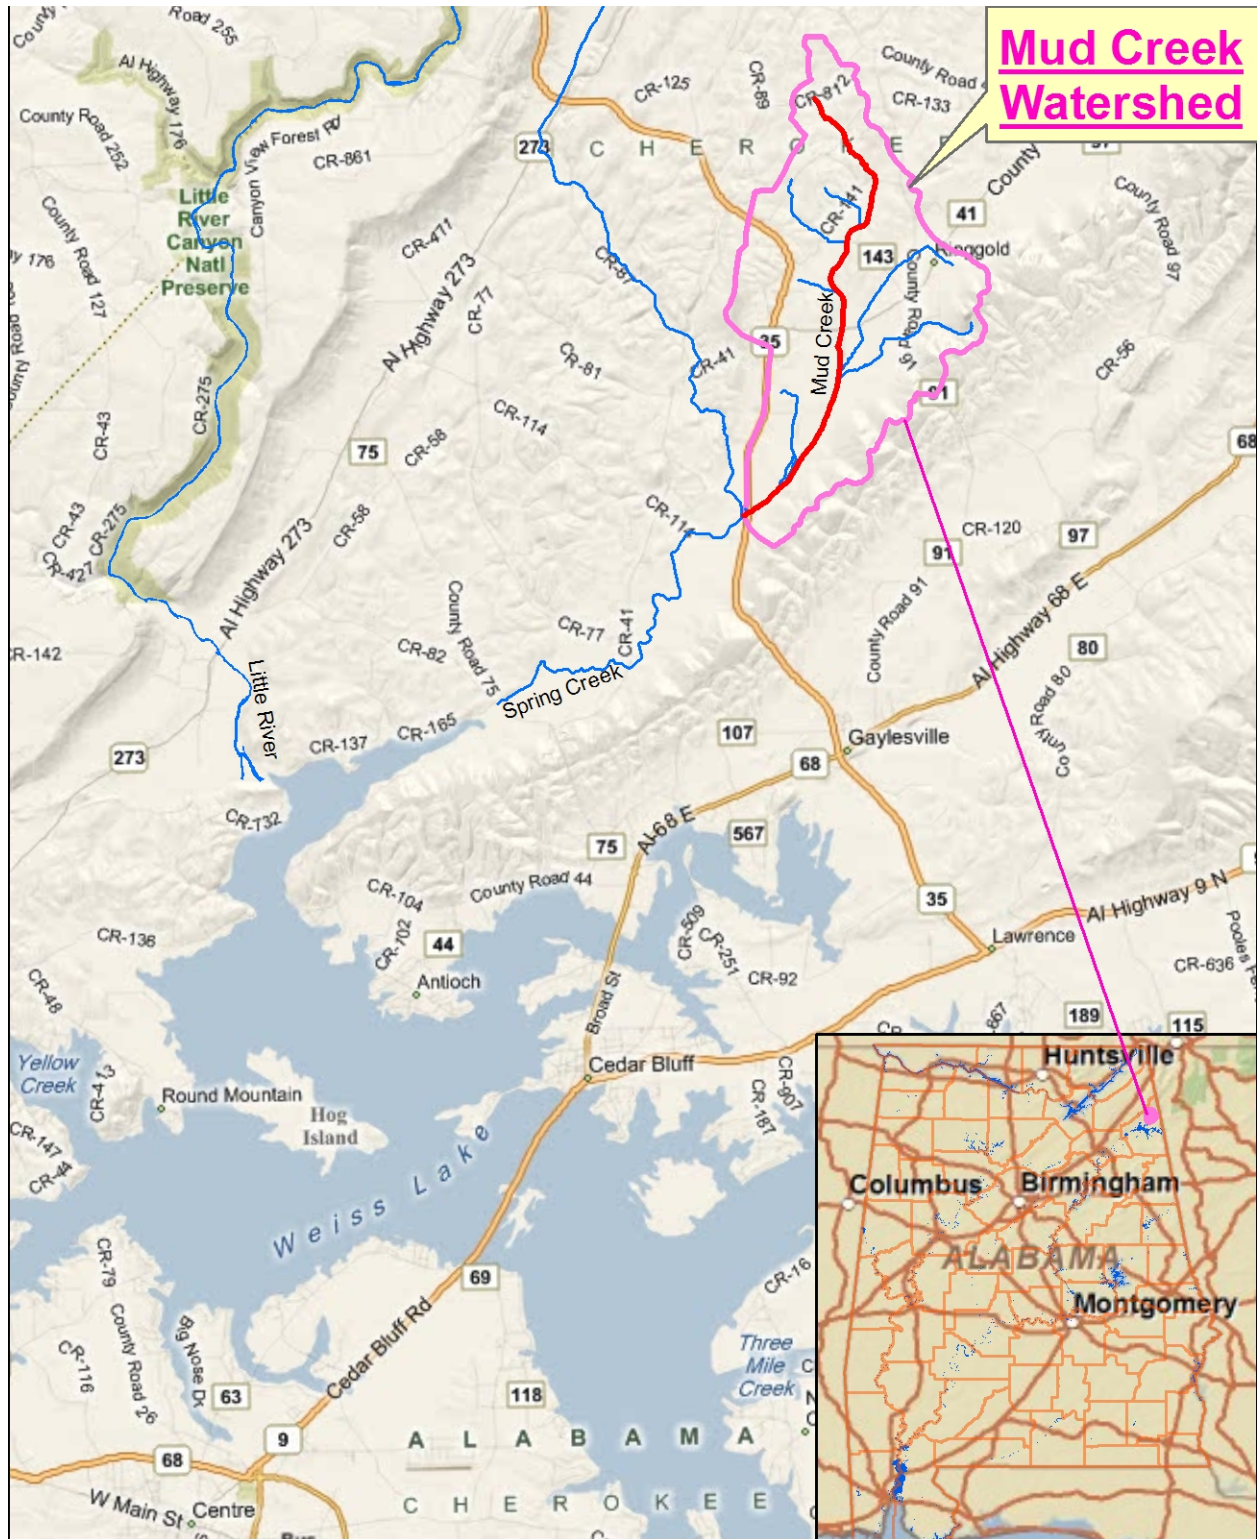 Mud Creek
Watershed
Road 255
Al Highway 176
County Road 252
Canyon View Forest Rd
CR-861
Little
River
Canyon
Natl
Preserve
CR-125
CR-89
CR-812
CR-133
273
C H E R O K E E
CR-141
County
41
143
Ringgold
County Road 97
County Road 127
CR-471
Al Highway 273
CR-77
CR-87
County Road 91
Mud Creek
35
CR-41
CR-81
91
CR-56
CR-275
CR-43
CR-114
75
CR-58
68
CR-43
CR-275
CR-427
CR-58
Al Highway 273
CR-114
CR-120
97
91
County Road 91
Al Highway 68 E
CR-142
CR-82
County Road 75
CR-77
CR-41
80
County Road 80
Little River
Spring Creek
CR-165
CR-137
273
107
Gaylesville
68
CR-732
Al-68 E
75
567
County Road 44
CR-104
CR-702
44
Antioch
CR-509
CR-251
CR-92
35
Al Highway 9 N
Lawrence
CR-136
CR-48
CR-636
Broad St
189
115
Yellow
Creek
CR-413
Round Mountain
Hog
Island
Cedar Bluff
CR-907
CR-187
CR-147
CR-44
Weiss Lake
CR-79
County Road 26
Big Nose Dr
CR-116
69
Cedar Bluff Rd
CR-16
Three
Mile
Creek
63
118
9
68
A L A B A M A
C H E R O K E E
W Main St
Centre
Huntsville
Columbus
Birmingham
ALABAMA
Montgomery